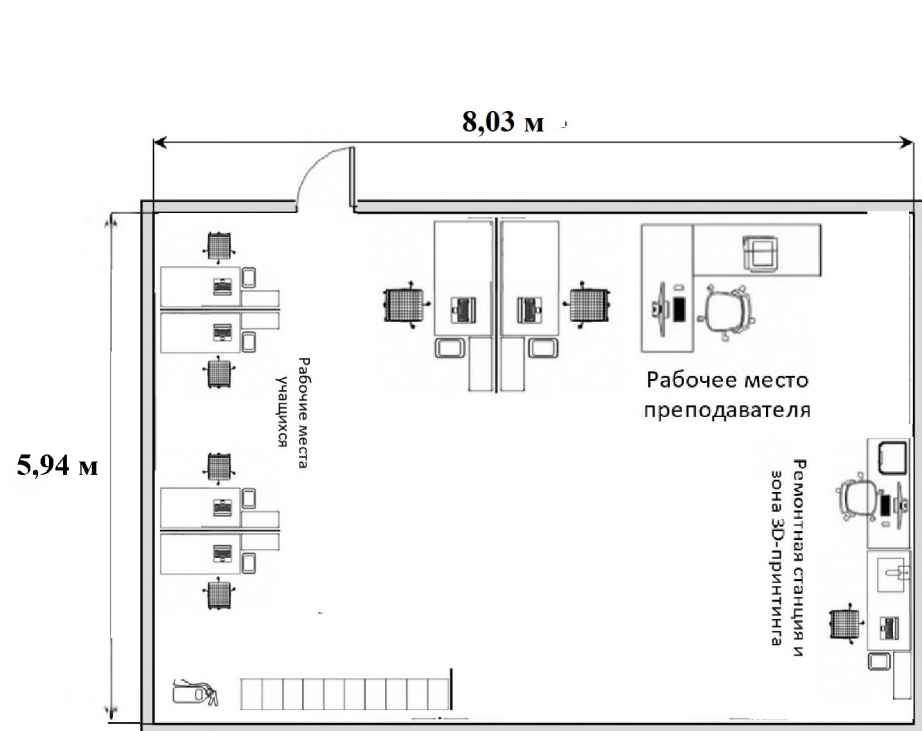 8,03 м
Рабочее место
преподавателя
Рабочие места
учащихся
5,94 м
Ремонтная станция и
зона 3D-принтинга